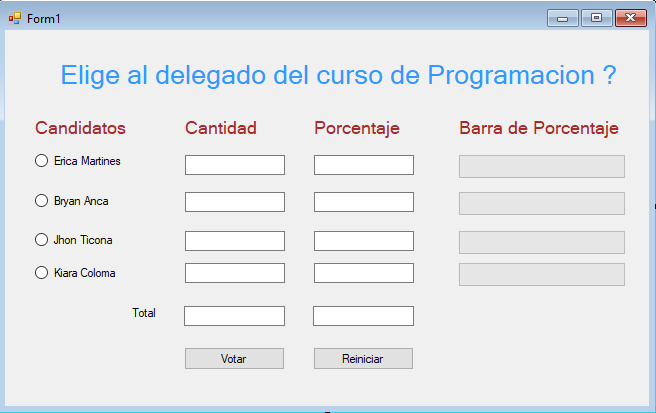 Form1
Elige al delegado del curso de Programacion ?
Candidatos Cantidad Porcentaje Barra de Porcentaje
Erica Martines
Bryan Anca
Jhon Ticona
Kiara Coloma
Total
Votar Reiniciar